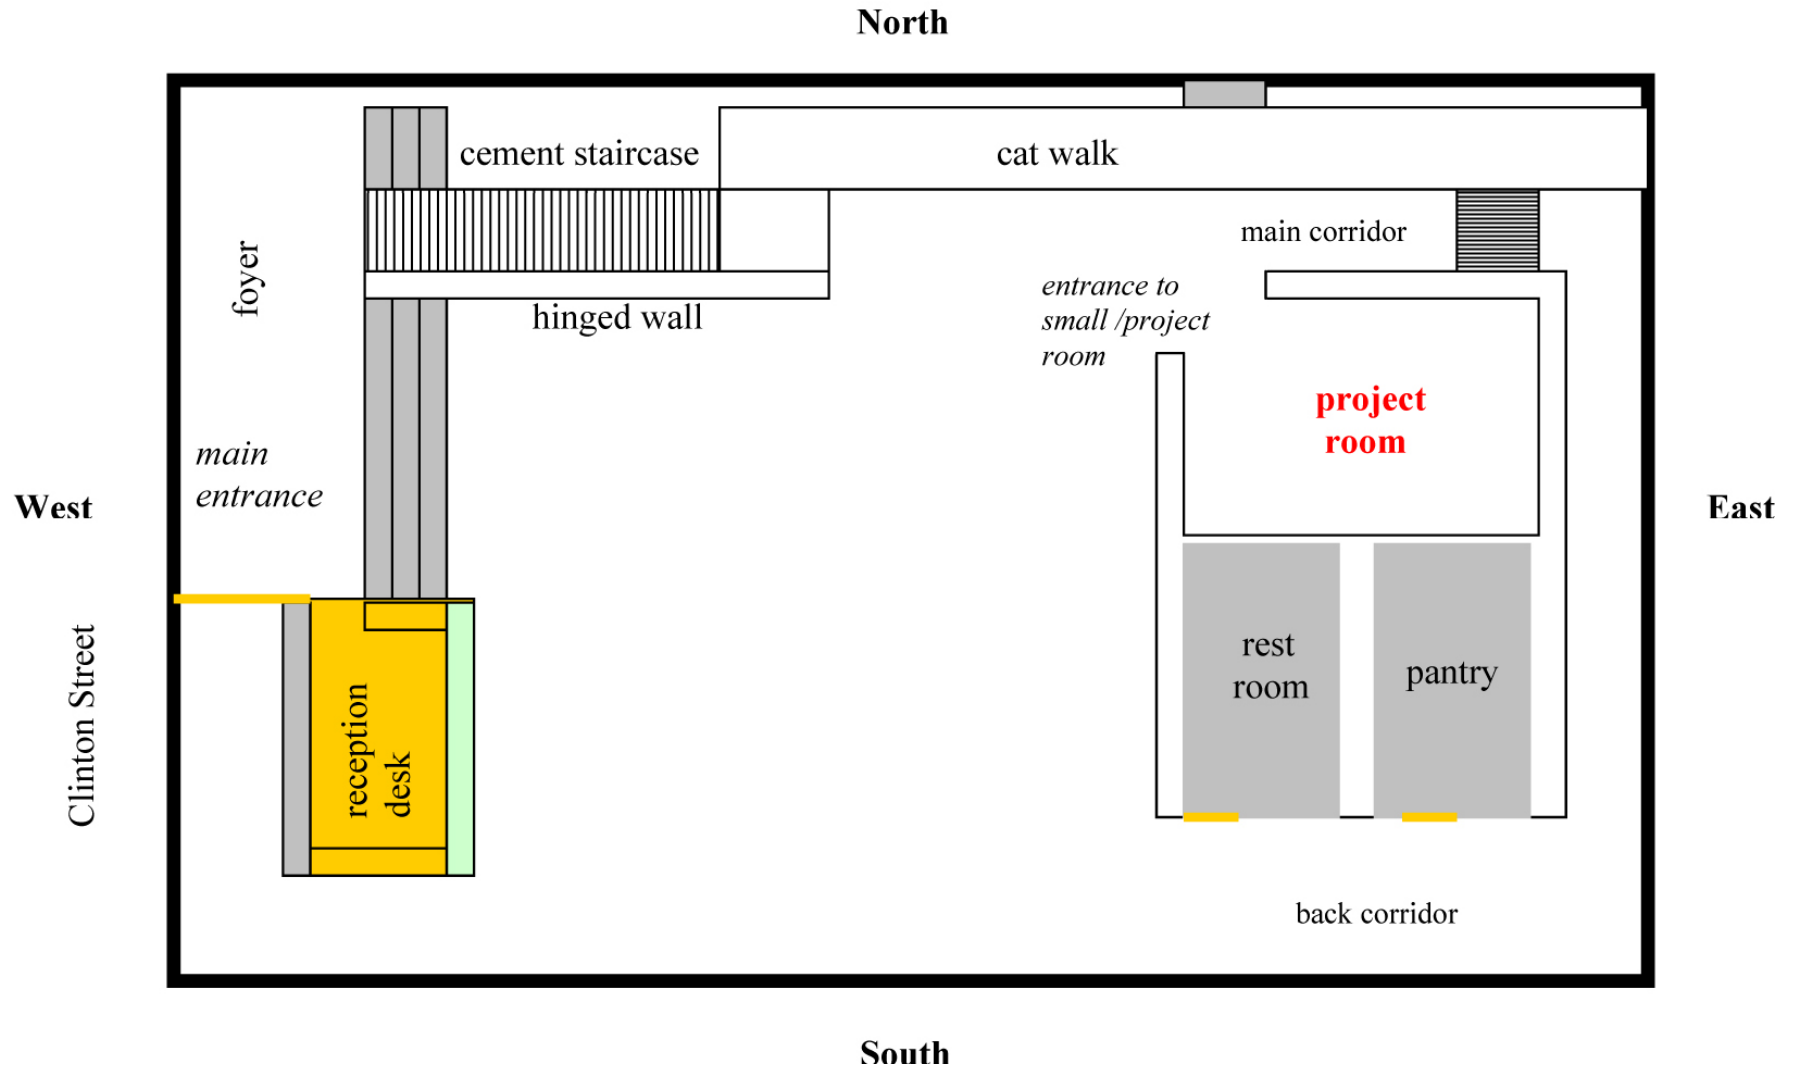 North
cement staircase
cat walk
main corridor
foyer
entrance to
small /project
room
hinged wall
project
room
main
entrance
West
East
Clinton Street
reception
desk
rest
room
pantry
back corridor
South